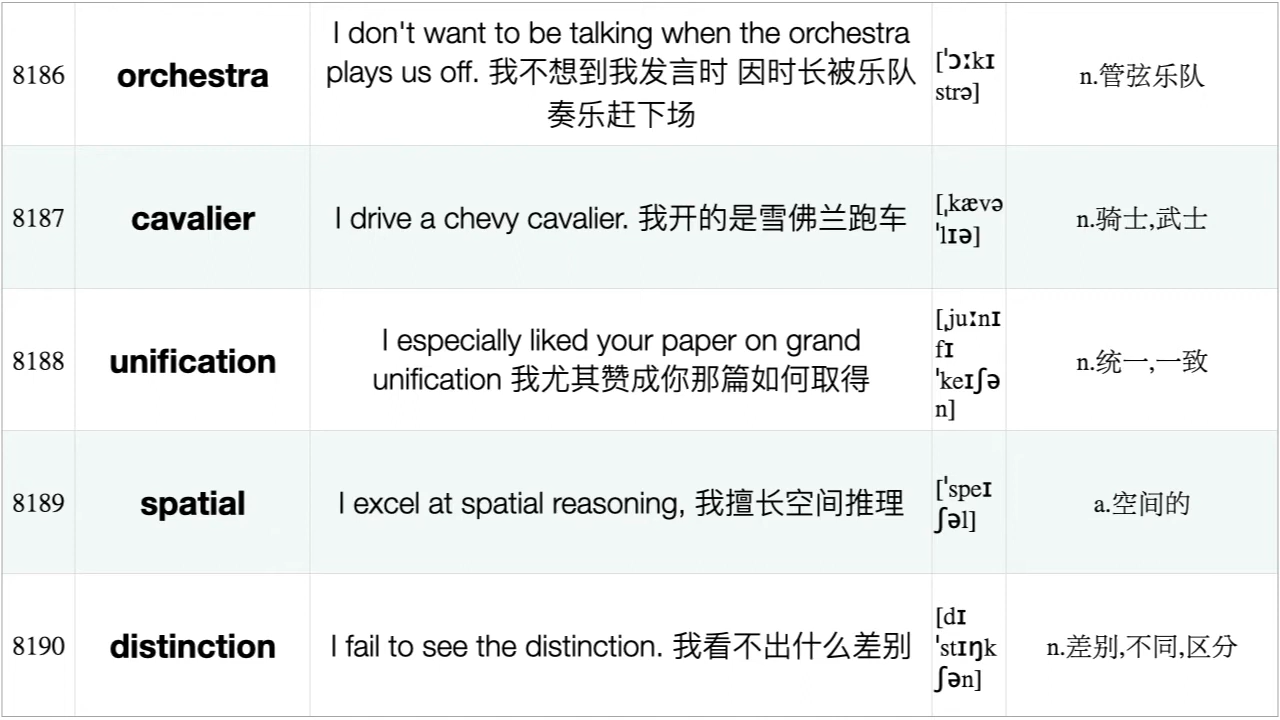 8186
orchestra
I don't want to be talking when the orchestra
plays us off. 我不想到我发言时 因时长被乐队
奏乐赶下场
[ˈɔːkɪ
strə]
n.管弦乐队
8187
cavalier
I drive a chevy cavalier. 我开的是雪佛兰跑车
[ˌkævə
ˈlɪə]
n.骑士,武士
8188
unification
I especially liked your paper on grand
unification 我尤其赞成你那篇如何取得
[ˌjuːnɪ
fɪ
ˈkeɪʃə
n]
n.统一,一致
8189
spatial
I excel at spatial reasoning, 我擅长空间推理
[ˈspeɪ
ʃəl]
a.空间的
8190
distinction
I fail to see the distinction. 我看不出什么差别
[dɪ
ˈstɪŋk
ʃən]
n.差别,不同,区分